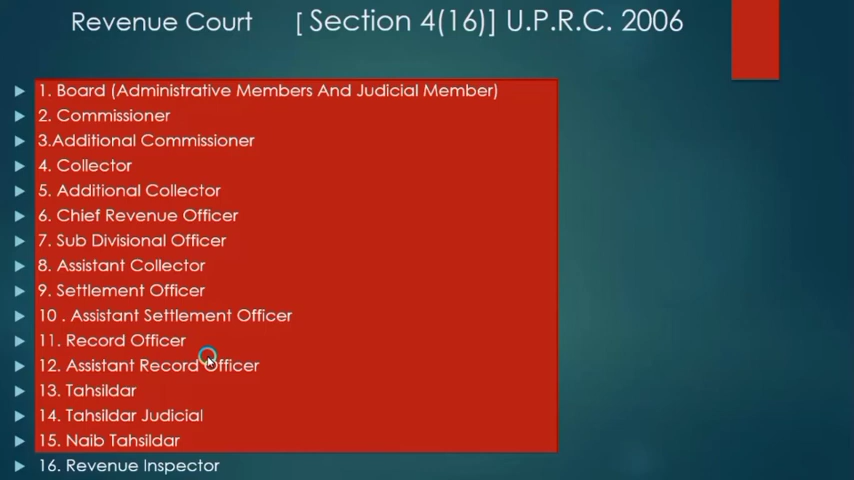 Revenue Court [ Section 4(16)] U.P.R.C. 2006
1. Board (Administrative Members And Judicial Member)
2. Commissioner
3.Additional Commissioner
4. Collector
5. Additional Collector
6. Chief Revenue Officer
7. Sub Divisional Officer
8. Assistant Collector
9. Settlement Officer
10 . Assistant Settlement Officer
11. Record Officer
12. Assistant Record Officer
13. Tahsildar
14. Tahsildar Judicial
15. Naib Tahsildar
16. Revenue Inspector